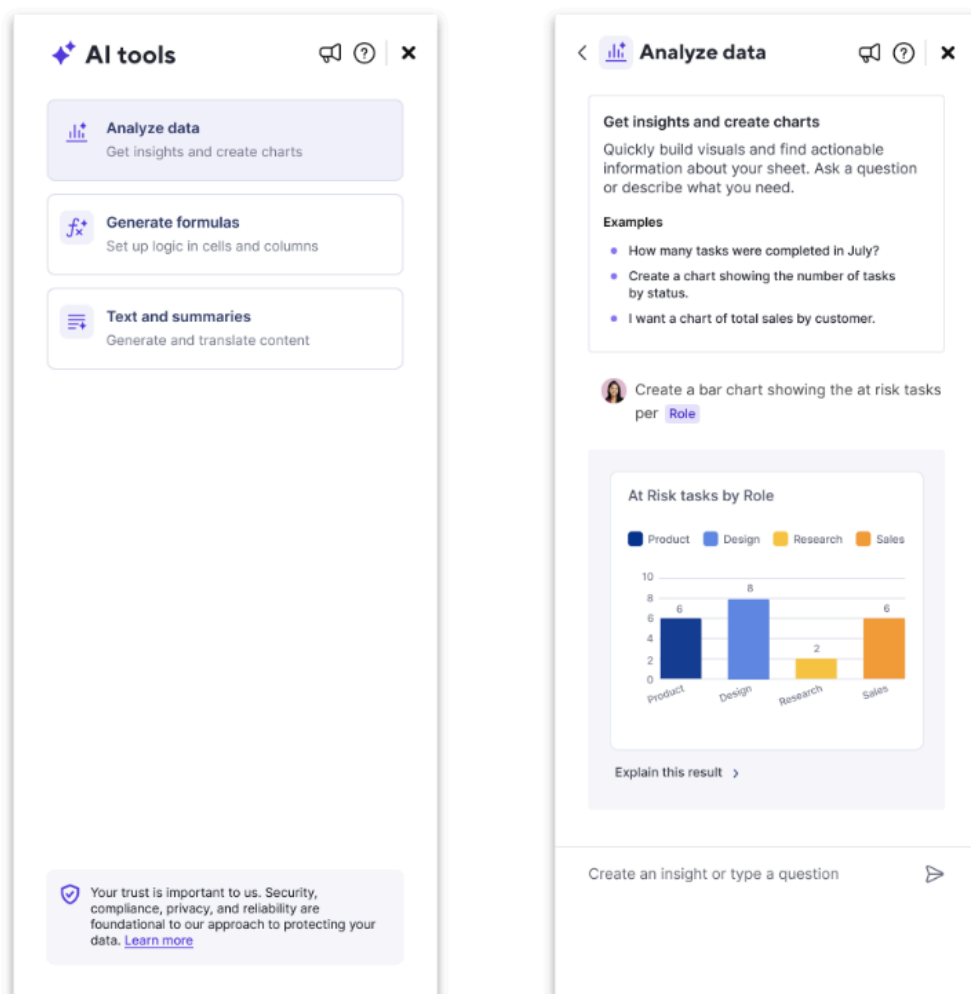 AI tools
Analyze data
Get insights and create charts
Generate formulas
Set up logic in cells and columns
Text and summaries
Generate and translate content
Your trust is important to us. Security,
compliance, privacy, and reliability are
foundational to our approach to protecting your
data. Learn more
Analyze data
Get insights and create charts
Quickly build visuals and find actionable
information about your sheet. Ask a question
or describe what you need.
Examples
How many tasks were completed in July?
Create a chart showing the number of tasks
by status.
I want a chart of total sales by customer.
Create a bar chart showing the at risk tasks
per Role
At Risk tasks by Role
Product Design Research Sales
10
8
6
4
2
0
6
8
2
6
Product Design Research Sales
Explain this result
Create an insight or type a question